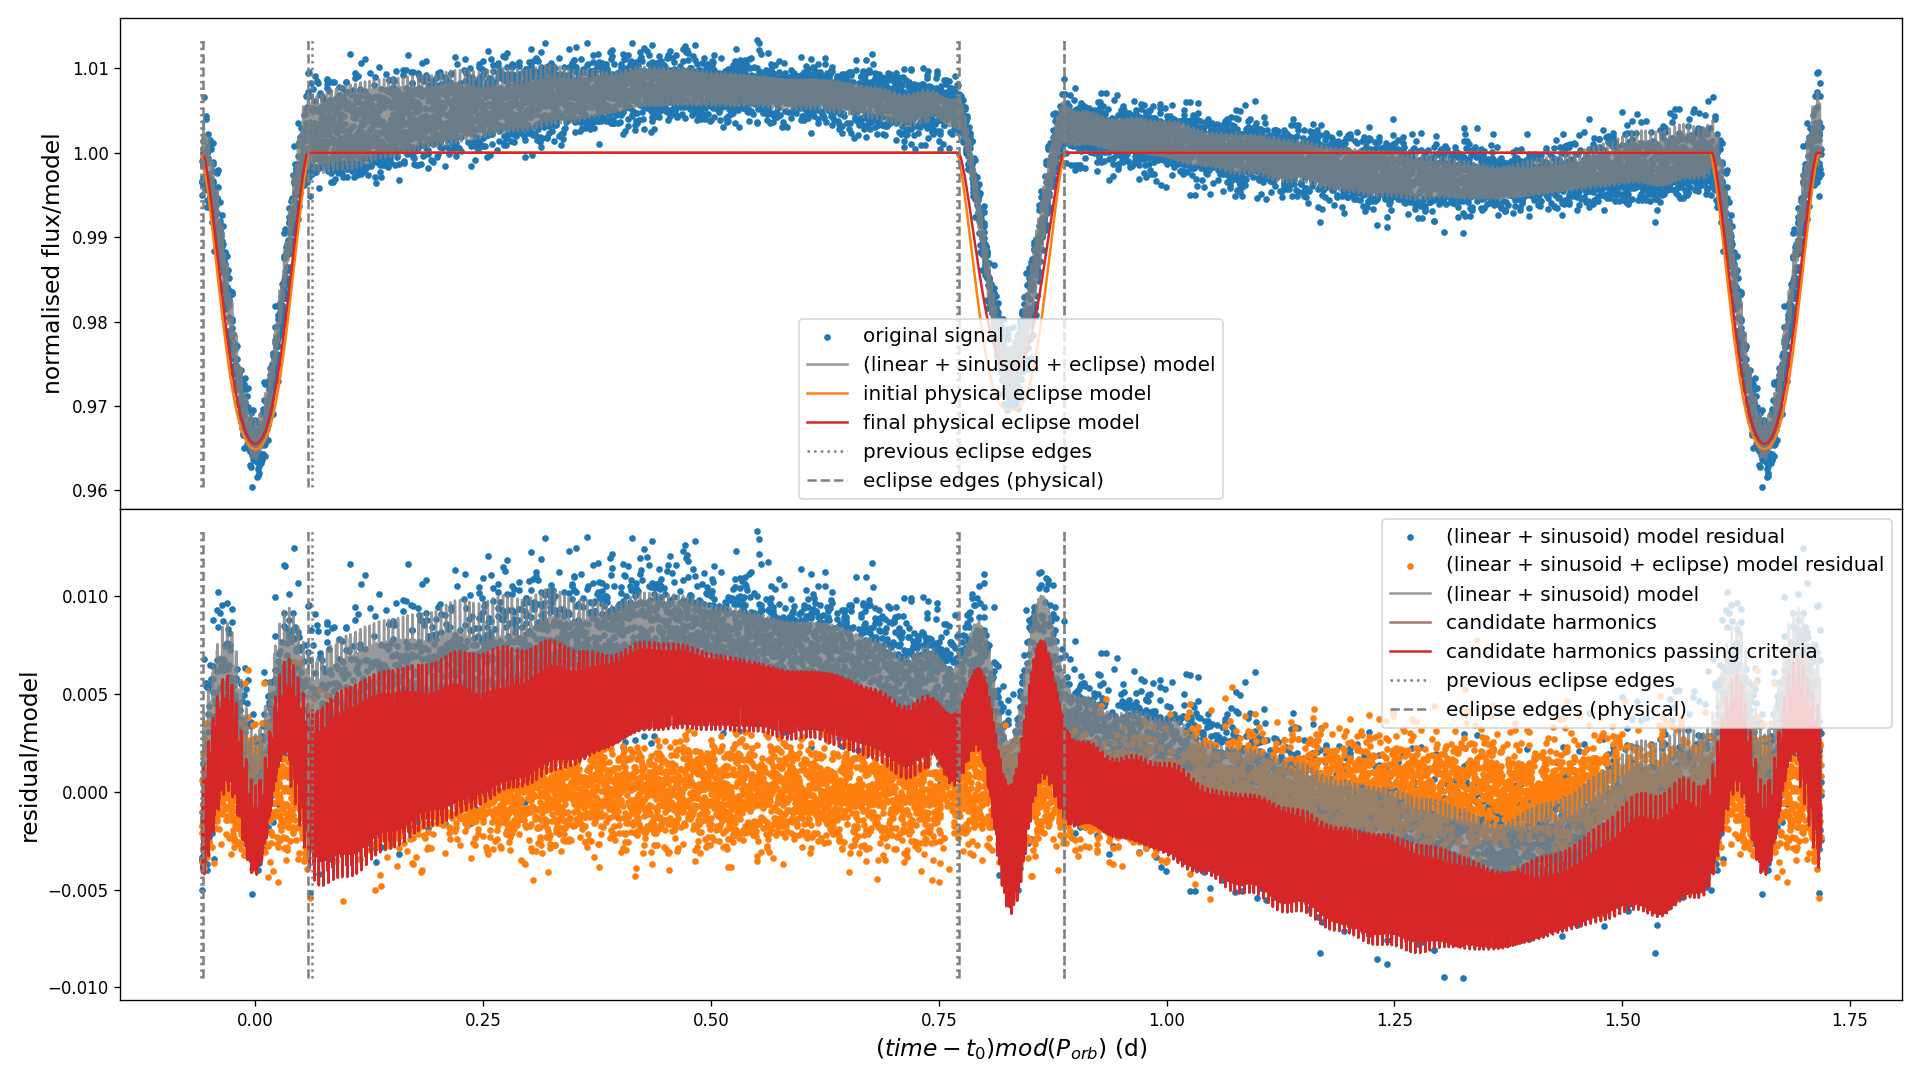 normalised flux/model
1.01
1.00
0.99
0.98
0.97
0.96
original signal
(linear + sinusoid + eclipse) model
initial physical eclipse model
final physical eclipse model
previous eclipse edges
eclipse edges (physical)
residual/model
0.010
0.005
0.000
−0.005
−0.010
(linear + sinusoid) model residual
(linear + sinusoid + eclipse) model residual
(linear + sinusoid) model
candidate harmonics
candidate harmonics passing criteria
previous eclipse edges
eclipse edges (physical)
0.00 0.25 0.50 0.75 1.00 1.25 1.50 1.75
(time − t₀)mod(Pₒᵣᵦ) (d)